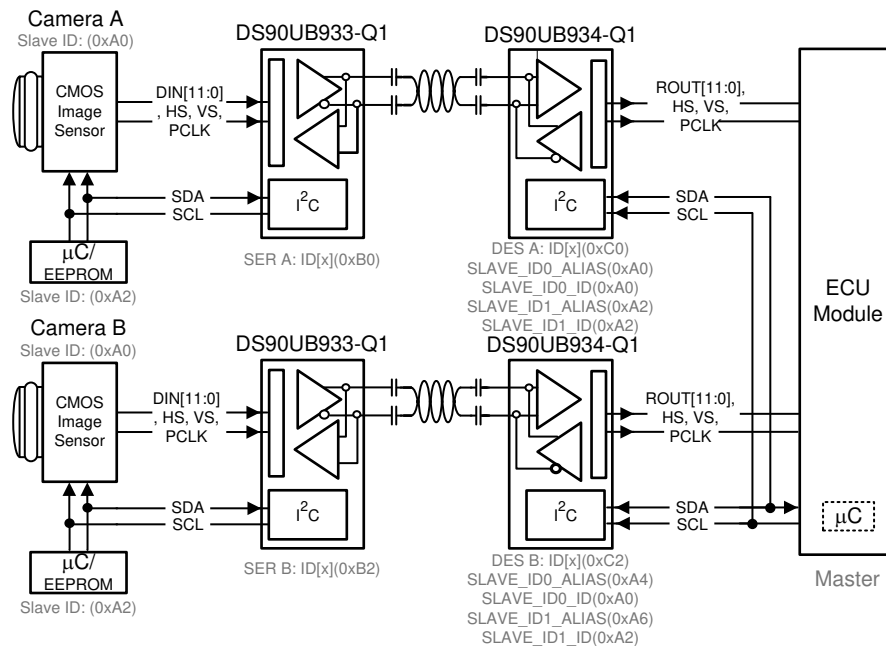 Camera A
Slave ID: (0xA0)
DS90UB933-Q1
DS90UB934-Q1
CMOS
Image
Sensor
DIN[11:0]
, HS, VS,
PCLK
ROUT[11:0],
HS, VS,
PCLK
SDA
SCL
I²C
I²C
SDA
SCL
µC/
EEPROM
Slave ID: (0xA2)
SER A: ID[x](0xB0)
DES A: ID[x](0xC0)
SLAVE_ID0_ALIAS(0xA0)
SLAVE_ID0_ID(0xA0)
SLAVE_ID1_ALIAS(0xA2)
SLAVE_ID1_ID(0xA2)
ECU
Module
Camera B
Slave ID: (0xA0)
DS90UB933-Q1
DS90UB934-Q1
CMOS
Image
Sensor
DIN[11:0]
, HS, VS,
PCLK
ROUT[11:0],
HS, VS,
PCLK
SDA
SCL
I²C
I²C
SDA
SCL
µC
µC/
EEPROM
Slave ID: (0xA2)
SER B: ID[x](0xB2)
DES B: ID[x](0xC2)
SLAVE_ID0_ALIAS(0xA4)
SLAVE_ID0_ID(0xA0)
SLAVE_ID1_ALIAS(0xA6)
SLAVE_ID1_ID(0xA2)
Master